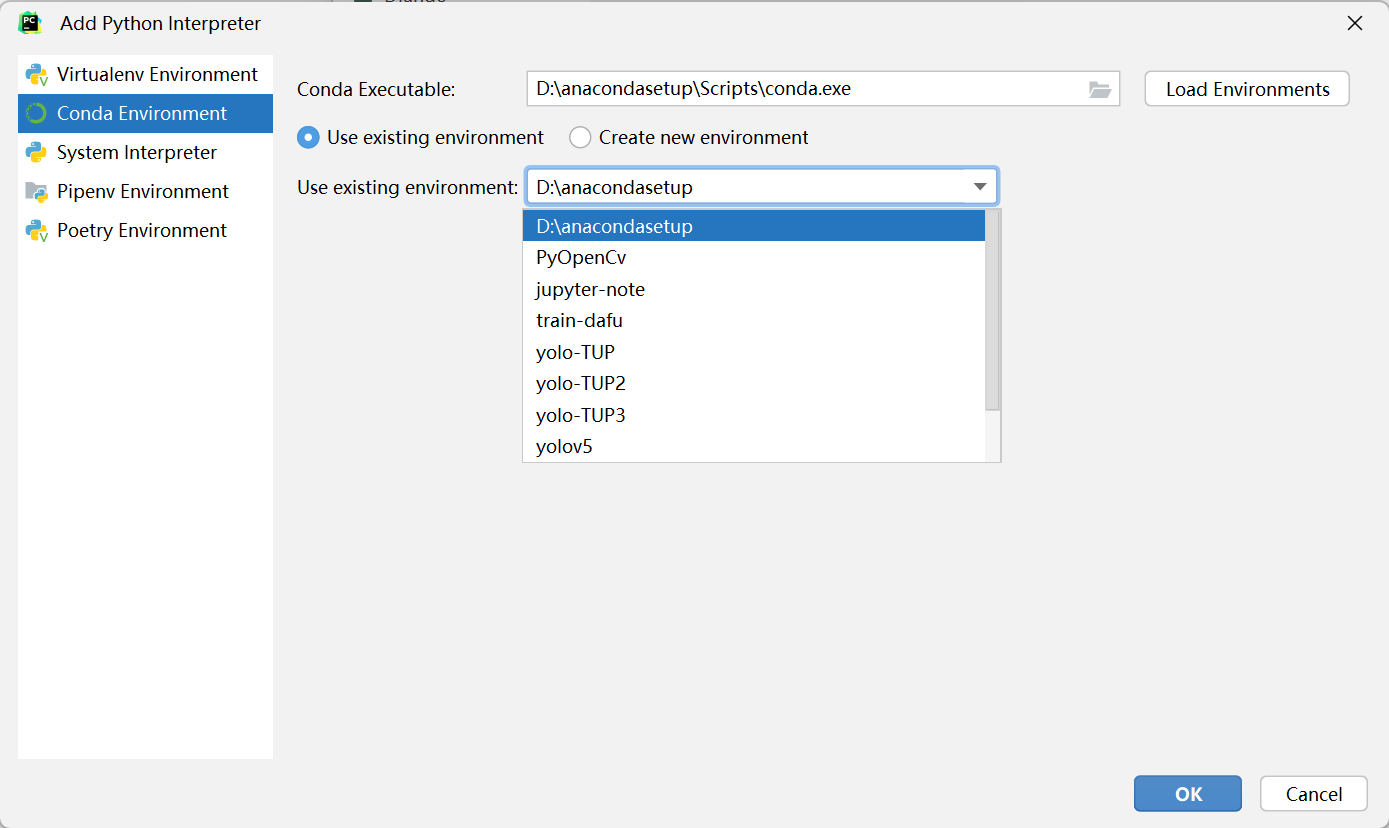 Add Python Interpreter
Virtualenv Environment
Conda Environment
System Interpreter
Pipenv Environment
Poetry Environment
Conda Executable: D:\anacondasetup\Scripts\conda.exe Load Environments
Use existing environment Create new environment
Use existing environment: D:\anacondasetup
D:\anacondasetup
PyOpenCv
jupyter-note
train-dafu
yolo-TUP
yolo-TUP2
yolo-TUP3
yolov5
OK Cancel